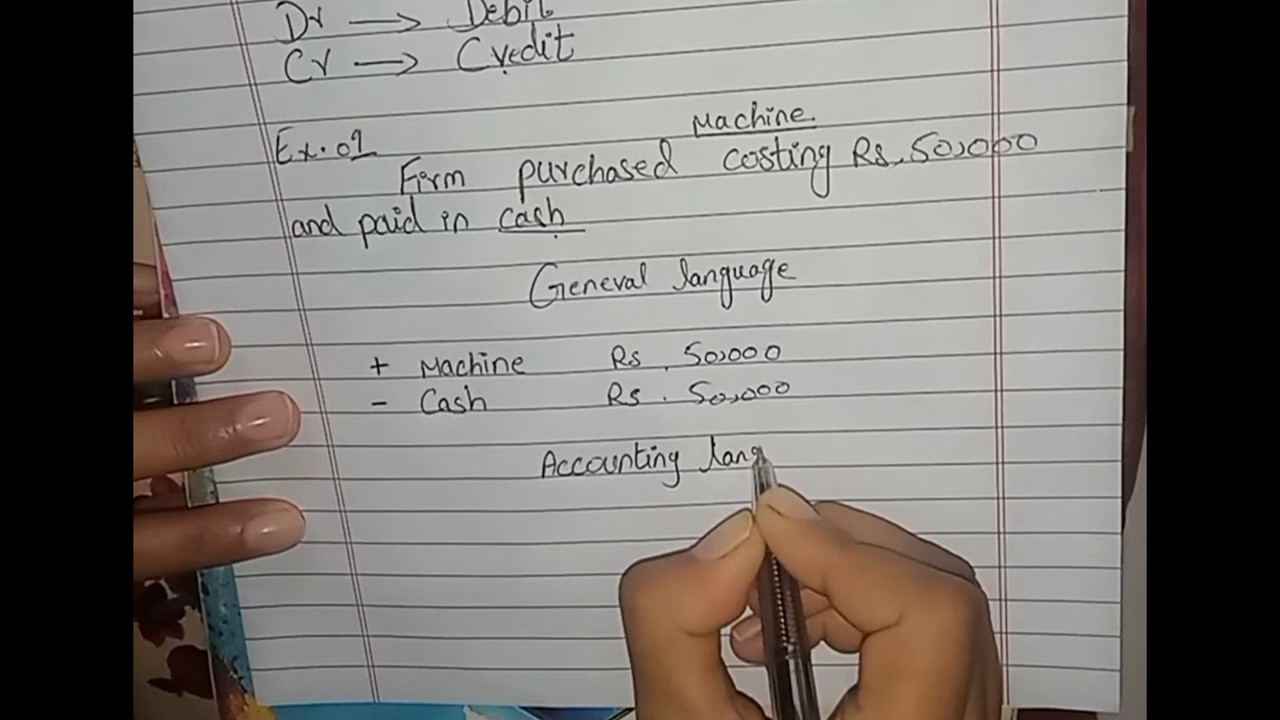 Dr → Debit
Cr → Credit
Ex.01
Machine.
Firm purchased costing Rs. 50,000
and paid in cash
General language
+ Machine Rs. 50,000
- Cash Rs. 50,000
Accounting lang